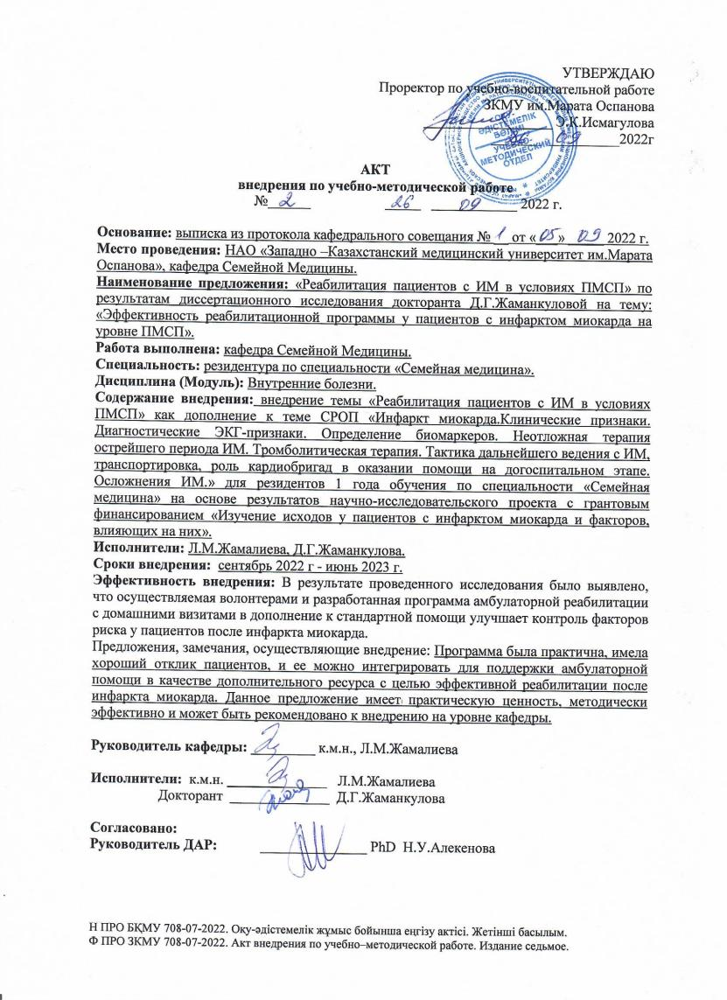 УТВЕРЖДАЮ
Проректор по учебно-воспитательной работе
ЗКМУ им.Марата Оспанова
Э.К.Исмагулова
26 09 2022г
ОҚУ-ӘДІСТЕМЕЛІК БӨЛІМІ
УЧЕБНО-МЕТОДИЧЕСКИЙ ОТДЕЛ
АКТ
внедрения по учебно-методической работе
№ 2 26 09 2022 г.
Основание: выписка из протокола кафедрального совещания № 1 от « 05 » 09 2022 г.
Место проведения: НАО «Западно –Казахстанский медицинский университет им.Марата
Оспанова», кафедра Семейной Медицины.
Наименование предложения: «Реабилитация пациентов с ИМ в условиях ПМСП» по
результатам диссертационного исследования докторанта Д.Г.Жаманкуловой на тему:
«Эффективность реабилитационной программы у пациентов с инфарктом миокарда на
уровне ПМСП».
Работа выполнена: кафедра Семейной Медицины.
Специальность: резидентура по специальности «Семейная медицина».
Дисциплина (Модуль): Внутренние болезни.
Содержание внедрения: внедрение темы «Реабилитация пациентов с ИМ в условиях
ПМСП» как дополнение к теме СРОП «Инфаркт миокарда.Клинические признаки.
Диагностические ЭКГ-признаки. Определение биомаркеров. Неотложная терапия
острейшего периода ИМ. Тромболитическая терапия. Тактика дальнейшего ведения с ИМ,
транспортировка, роль кардиобригад в оказании помощи на догоспитальном этапе.
Осложнения ИМ.» для резидентов 1 года обучения по специальности «Семейная
медицина» на основе результатов научно-исследовательского проекта с грантовым
финансированием «Изучение исходов у пациентов с инфарктом миокарда и факторов,
влияющих на них».
Исполнители: Л.М.Жамалиева, Д.Г.Жаманкулова.
Сроки внедрения: сентябрь 2022 г - июнь 2023 г.
Эффективность внедрения: В результате проведенного исследования было выявлено,
что осуществляемая волонтерами и разработанная программа амбулаторной реабилитации
с домашними визитами в дополнение к стандартной помощи улучшает контроль факторов
риска у пациентов после инфаркта миокарда.
Предложения, замечания, осуществляющие внедрение: Программа была практична, имела
хороший отклик пациентов, и ее можно интегрировать для поддержки амбулаторной
помощи в качестве дополнительного ресурса с целью эффективной реабилитации после
инфаркта миокарда. Данное предложение имеет практическую ценность, методически
эффективно и может быть рекомендовано к внедрению на уровне кафедры.
Руководитель кафедры: к.м.н., Л.М.Жамалиева
Исполнители: к.м.н. Л.М.Жамалиева
Докторант Д.Г.Жаманкулова
Согласовано:
Руководитель ДАР: PhD Н.У.Алекенова
Н ПРО БҚМУ 708-07-2022. Оқу-әдістемелік жұмыс бойынша еңгізу актісі. Жетінші басылым.
Ф ПРО ЗКМУ 708-07-2022. Акт внедрения по учебно–методической работе. Издание седьмое.